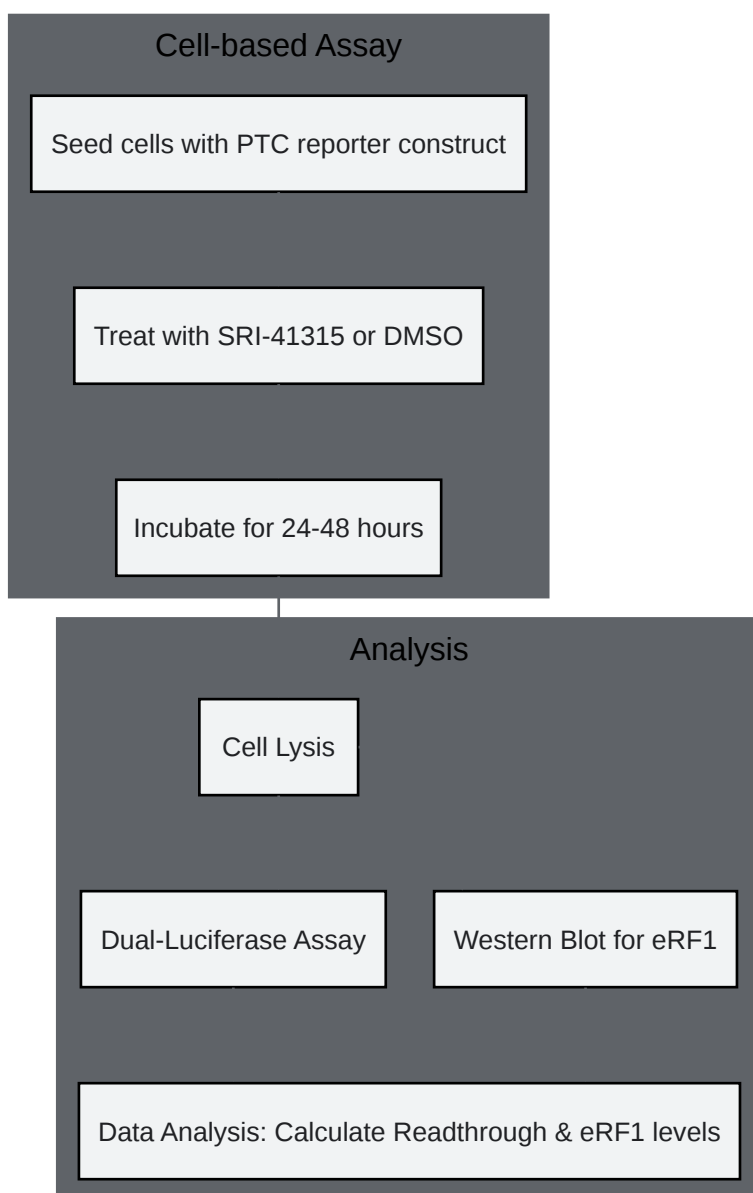 Cell-based Assay
Seed cells with PTC reporter construct
Treat with SRI-41315 or DMSO
Incubate for 24-48 hours
Analysis
Cell Lysis
Dual-Luciferase Assay
Western Blot for eRF1
Data Analysis: Calculate Readthrough & eRF1 levels